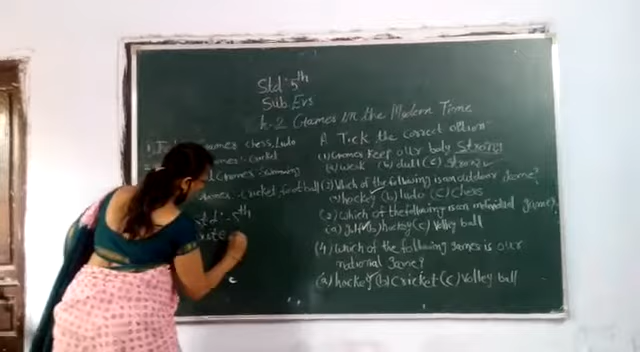 Std: 5th
Sub Evs
L-2 Games in the Modern Time
Games chess, Ludo
Games: cricket
Games swimming
Games:- Cricket, football
Std: 5th
A Tick the correct option
(1) Games keep our body Strong
(a) weak (b) dull (c) Strong ✓
(2) Which of the following is an outdoor game?
(a) hockey (b) ludo (c) chess
(3) Which of the following is an individual game?
(a) golf (b) hockey (c) Volley ball
(4) Which of the following games is our
national game?
(a) hockey (b) cricket (c) Volley ball